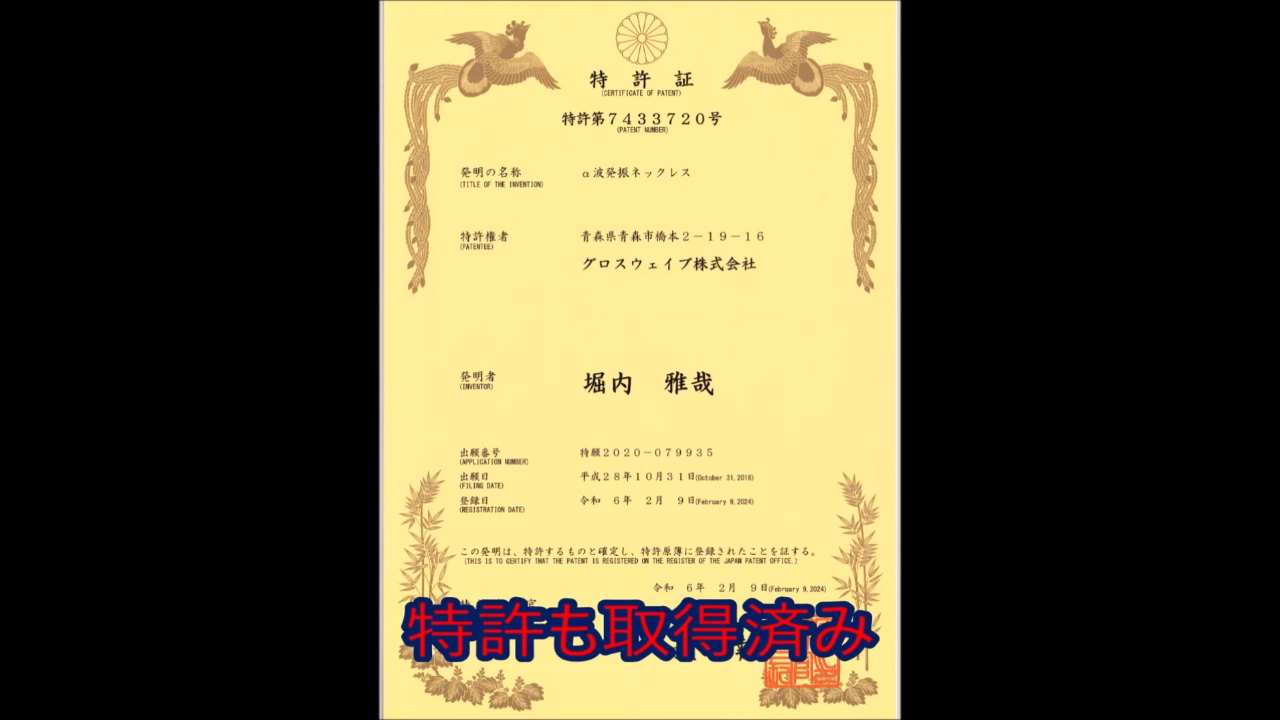 特許証
(CERTIFICATE OF PATENT)
特許第7433720号
(PATENT NUMBER)
発明の名称
(TITLE OF THE INVENTION)
α波発振ネックレス
特許権者
(PATENTEE)
青森県青森市橋本2-19-16
グロスウェイブ株式会社
発明者
(INVENTOR)
堀内 雅哉
出願番号
(APPLICATION NUMBER)
特願2020-079935
出願日
(FILING DATE)
平成28年10月31日(October 31,2016)
登録日
(REGISTRATION DATE)
令和 6年 2月 9日(February 9,2024)
この発明は、特許するものと確定し、特許原簿に登録されたことを証する。
(THIS IS TO CERTIFY THAT THE PATENT IS REGISTERED ON THE REGISTER OF THE JAPAN PATENT OFFICE.)
令和 6年 2月 9日(February 9,2024)
特許も取得済み